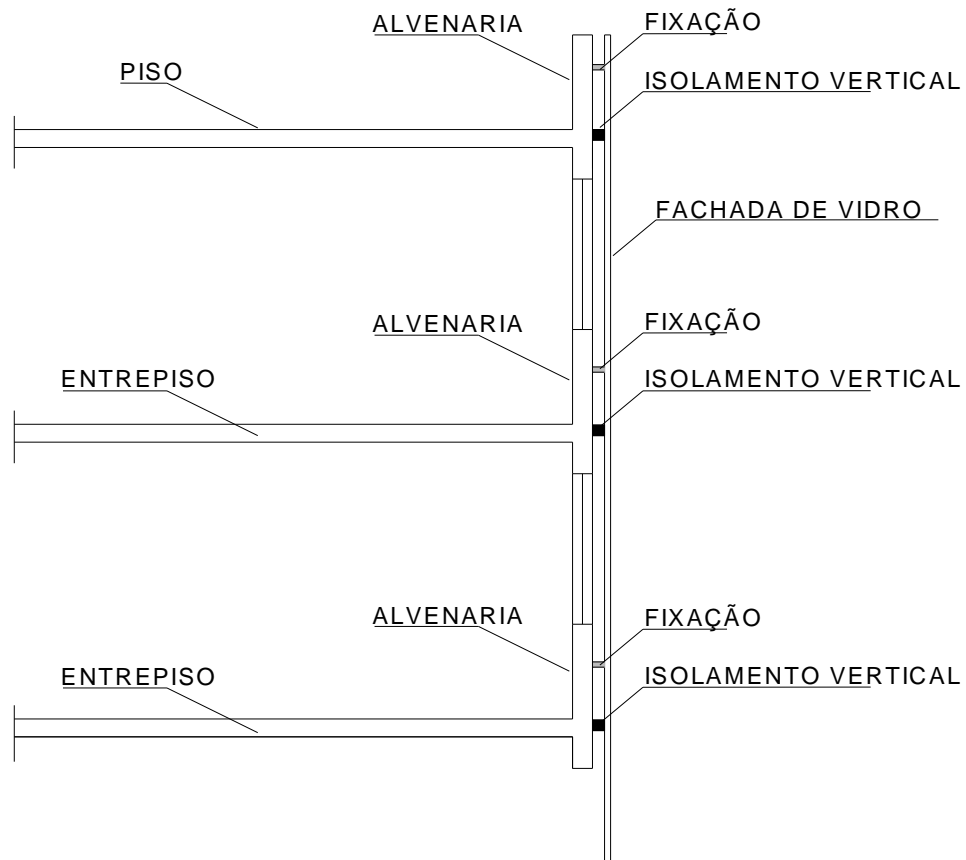 ALVENARIA
FIXAÇÃO
PISO
ISOLAMENTO VERTICAL
FACHADA DE VIDRO
ALVENARIA
FIXAÇÃO
ENTREPISO
ISOLAMENTO VERTICAL
ALVENARIA
FIXAÇÃO
ENTREPISO
ISOLAMENTO VERTICAL